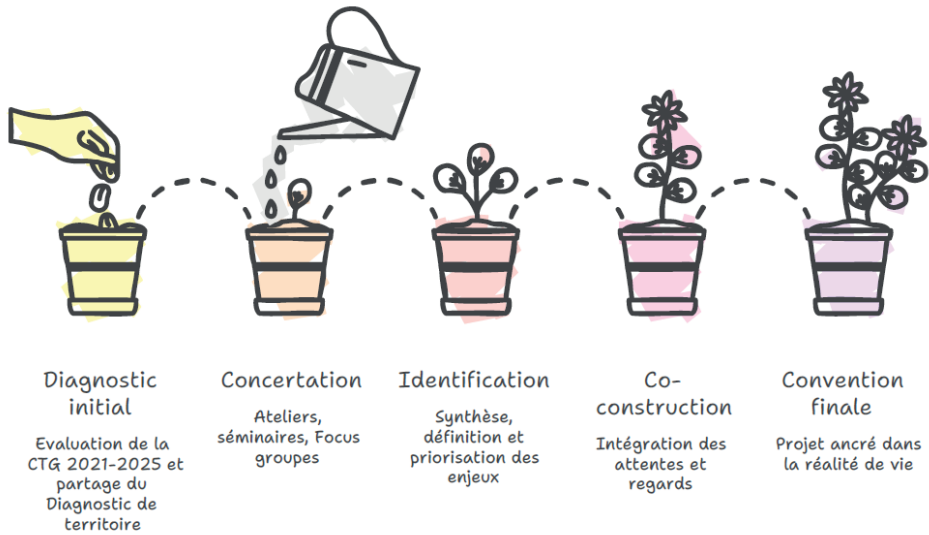 Diagnostic
initial
Evaluation de la
CTG 2021-2025 et
partage du
Diagnostic de
territoire
Concertation
Ateliers,
séminaires, Focus
groupes
Identification
Synthèse,
définition et
priorisation des
enjeux
Co-
construction
Intégration des
attentes et
regards
Convention
finale
Projet ancré dans
la réalité de vie